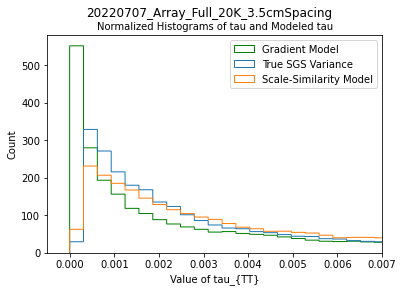 20220707_Array_Full_20K_3.5cmSpacing
Normalized Histograms of tau and Modeled tau
Gradient Model
True SGS Variance
Scale-Similarity Model
500
400
300
200
100
0
Count
0.000 0.001 0.002 0.003 0.004 0.005 0.006 0.007
Value of tau_{TT}